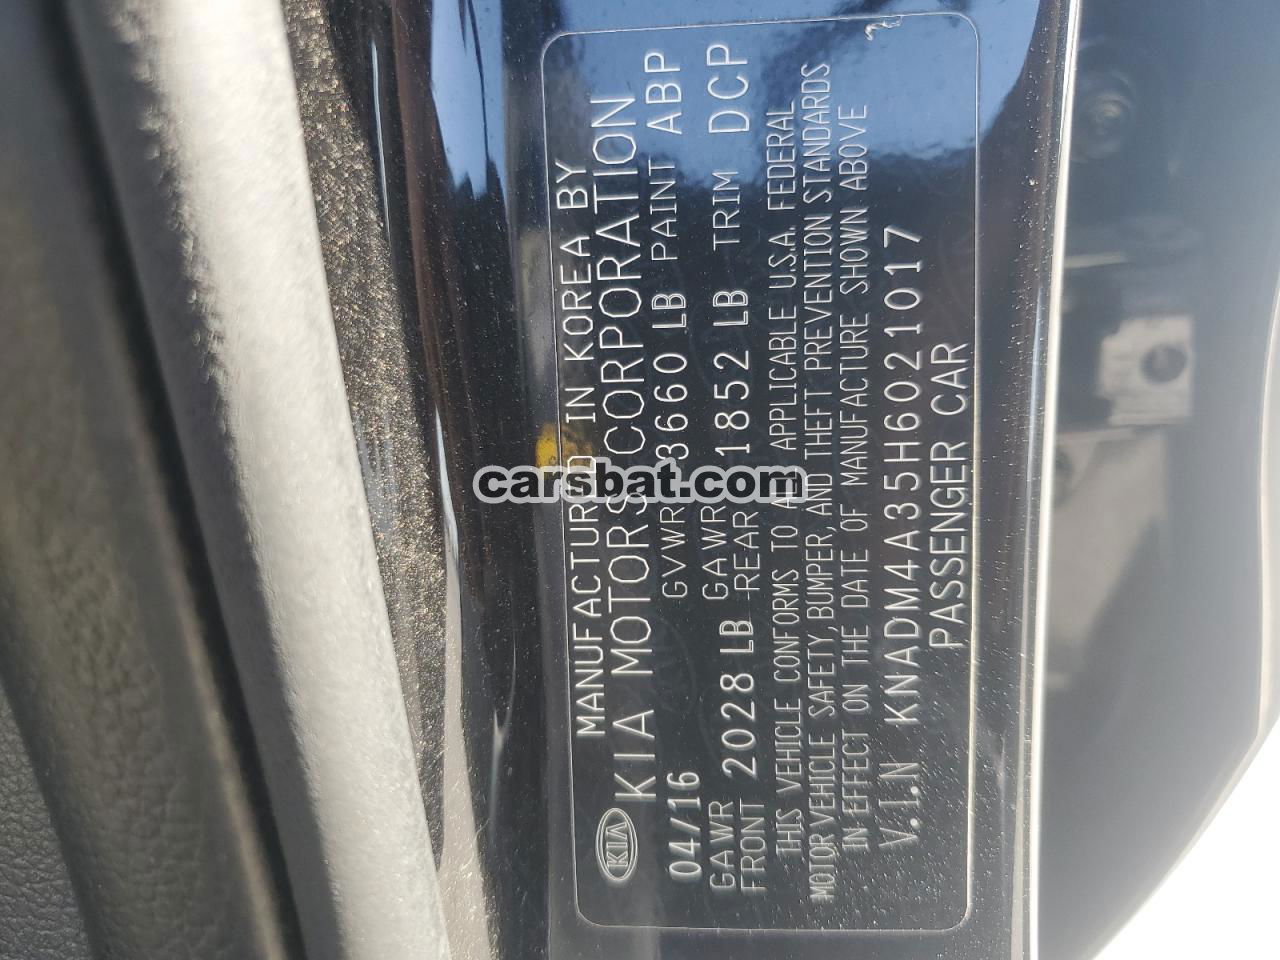 MANUFACTURED IN KOREA BY
KIA KIA MOTORS CORPORATION
04/16 GVWR 3660 LB PAINT ABP
GAWR FRONT 2028 LB GAWR REAR 1852 LB TRIM DCP
THIS VEHICLE CONFORMS TO ALL APPLICABLE U.S.A. FEDERAL
MOTOR VEHICLE SAFETY, BUMPER, AND THEFT PREVENTION STANDARDS
IN EFFECT ON THE DATE OF MANUFACTURE SHOWN ABOVE
V.I.N KNADM4A35H6021017
PASSENGER CAR
carsbat.com